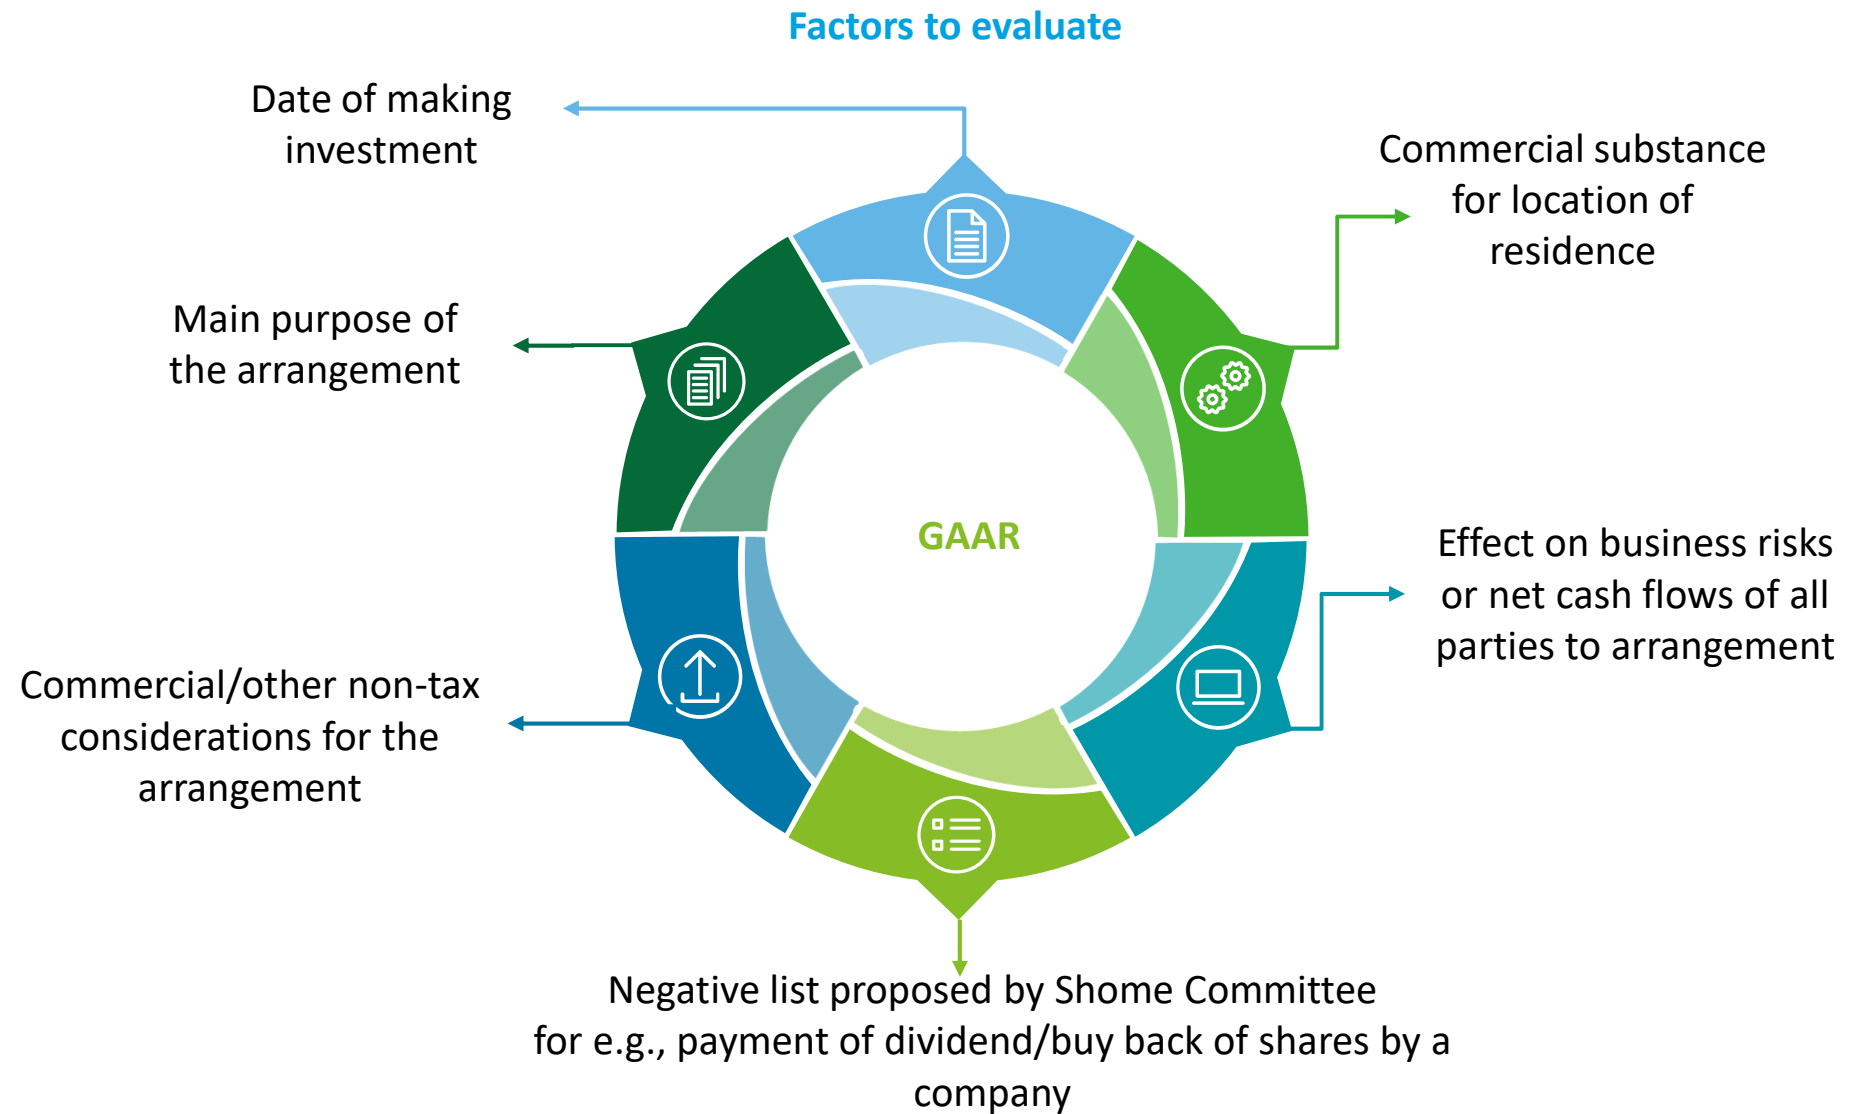 Factors to evaluate
Date of making
investment
Commercial substance
for location of
residence
Main purpose of
the arrangement
GAAR
Effect on business risks
or net cash flows of all
parties to arrangement
Commercial/other non-tax
considerations for the
arrangement
Negative list proposed by Shome Committee
for e.g., payment of dividend/buy back of shares by a
company